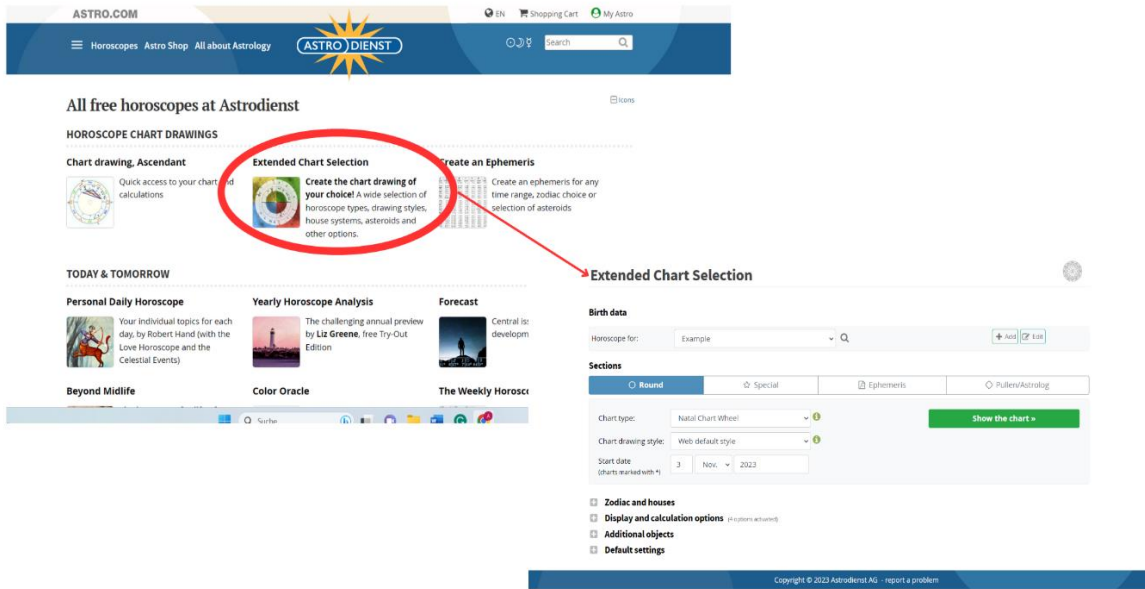 ASTRO.COM
EN Shopping Cart My Astro
Horoscopes Astro Shop All about Astrology
ASTRO DIENST
Search
All free horoscopes at Astrodienst
Icons
HOROSCOPE CHART DRAWINGS
Chart drawing, Ascendant
Quick access to your chart and
calculations
Extended Chart Selection
Create the chart drawing of
your choice! A wide selection of
horoscope types, drawing styles,
house systems, asteroids and
other options.
Create an Ephemeris
Create an ephemeris for any
time range, zodiac choice or
selection of asteroids
TODAY & TOMORROW
Personal Daily Horoscope
Your individual topics for each
day, by Robert Hand (with the
Love Horoscope and the
Celestial Events)
Yearly Horoscope Analysis
The challenging annual preview
by Liz Greene, free Try-Out
Edition
Forecast
Central
develop
Beyond Midlife
Color Oracle
The Weekly Horosc
Suche
Extended Chart Selection
Birth data
Horoscope for:
Example
Add Edit
Sections
Round
Special
Ephemeris
Pullen/Astrolog
Chart type:
Natal Chart Wheel
Show the chart »
Chart drawing style:
Web default style
Start date
(charts marked with *)
3 Nov. 2023
Zodiac and houses
Display and calculation options (4 options activated)
Additional objects
Default settings
Copyright © 2023 Astrodienst AG - report a problem